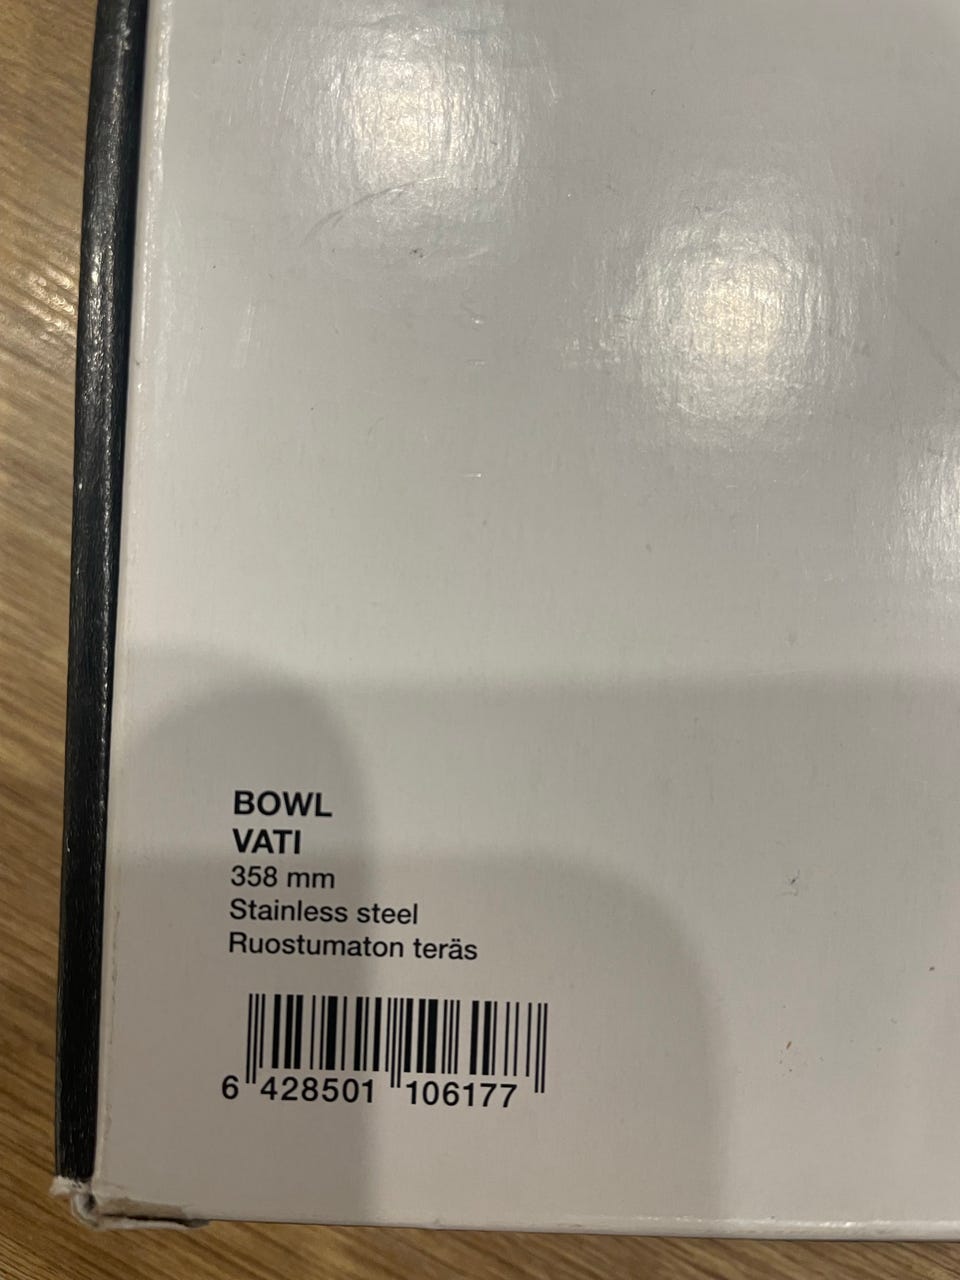 BOWL
VATI
358 mm
Stainless steel
Ruostumaton teräs
6 428501 106177